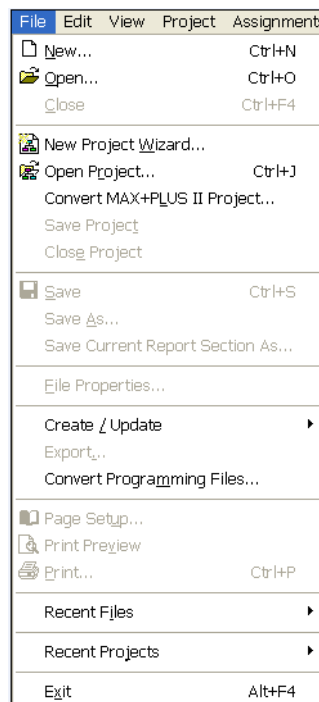 File Edit View Project Assignment
New... Ctrl+N
Open... Ctrl+O
Close Ctrl+F4
New Project Wizard...
Open Project... Ctrl+J
Convert MAX+PLUS II Project...
Save Project
Close Project
Save Ctrl+S
Save As...
Save Current Report Section As...
File Properties...
Create / Update
Export...
Convert Programming Files...
Page Setup...
Print Preview
Print... Ctrl+P
Recent Files
Recent Projects
Exit Alt+F4